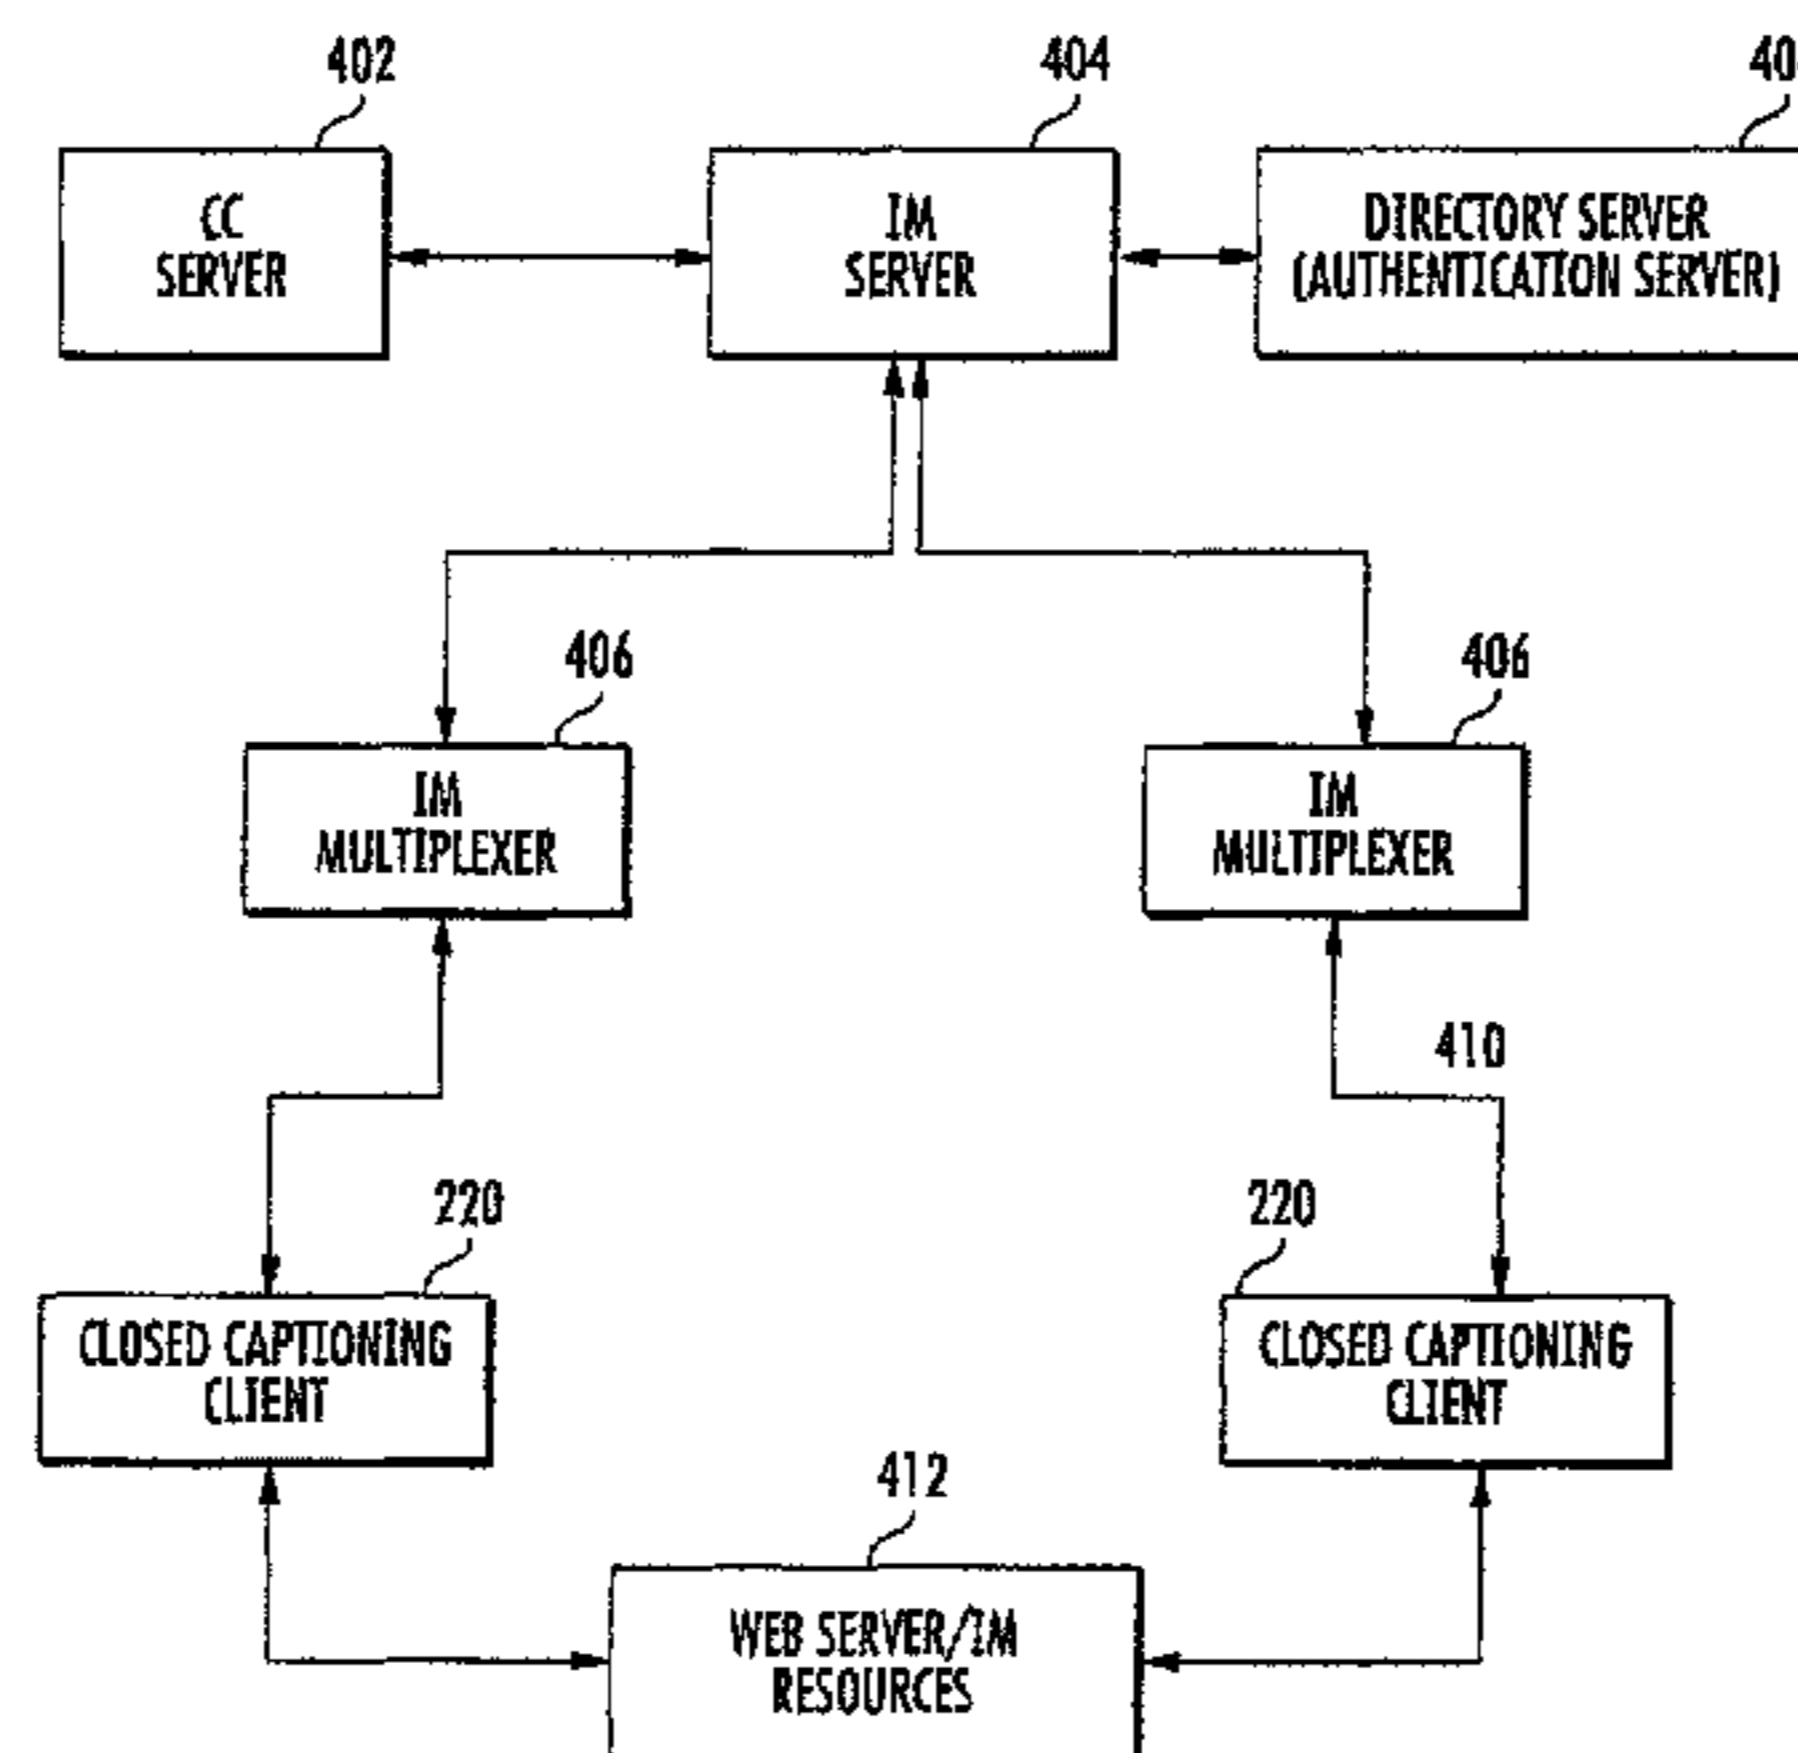 402
404
CC
SERVER
IM
SERVER
DIRECTORY SERVER
(AUTHENTICATION SERVER)
406
406
IM
MULTIPLEXER
IM
MULTIPLEXER
410
220
220
CLOSED CAPTIONING
CLIENT
CLOSED CAPTIONING
CLIENT
412
WEB SERVER/IM
RESOURCES